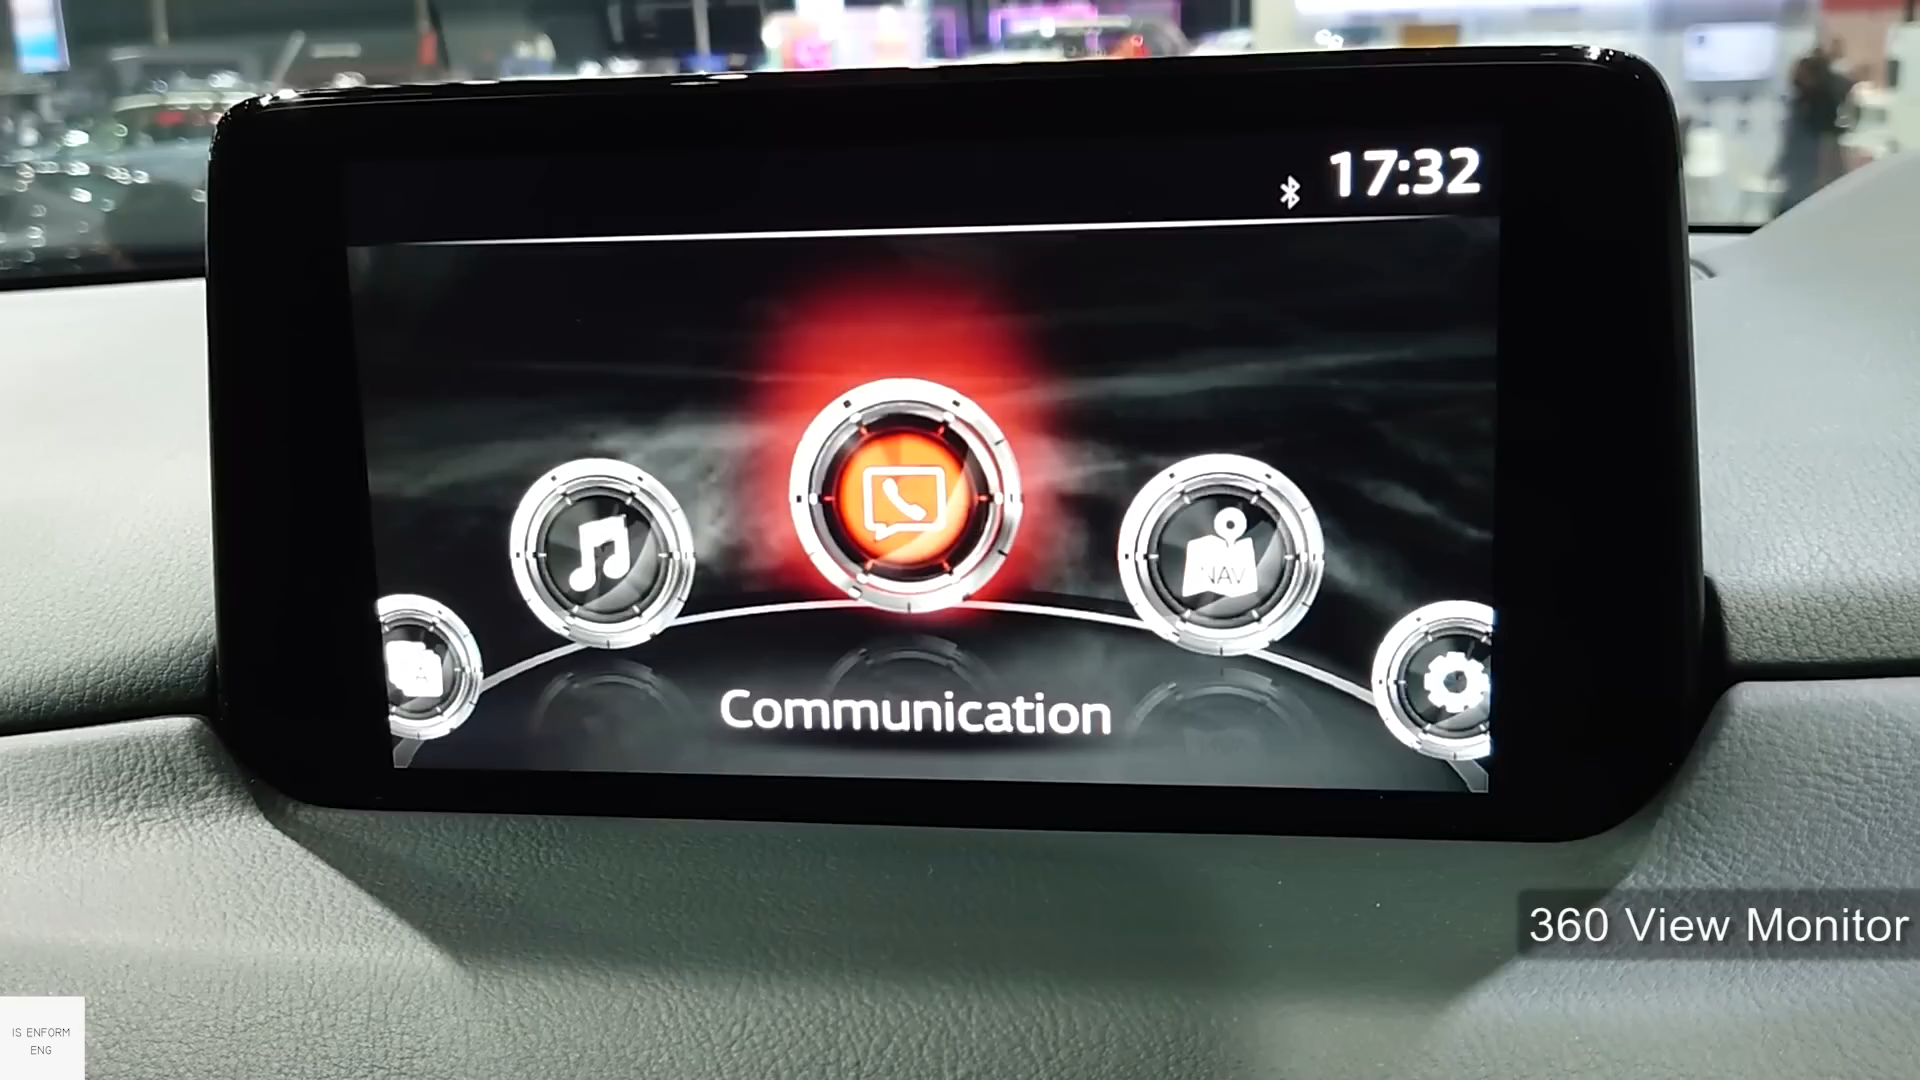 17:32
NAV
Communication
360 View Monitor
IS ENFORM
ENG